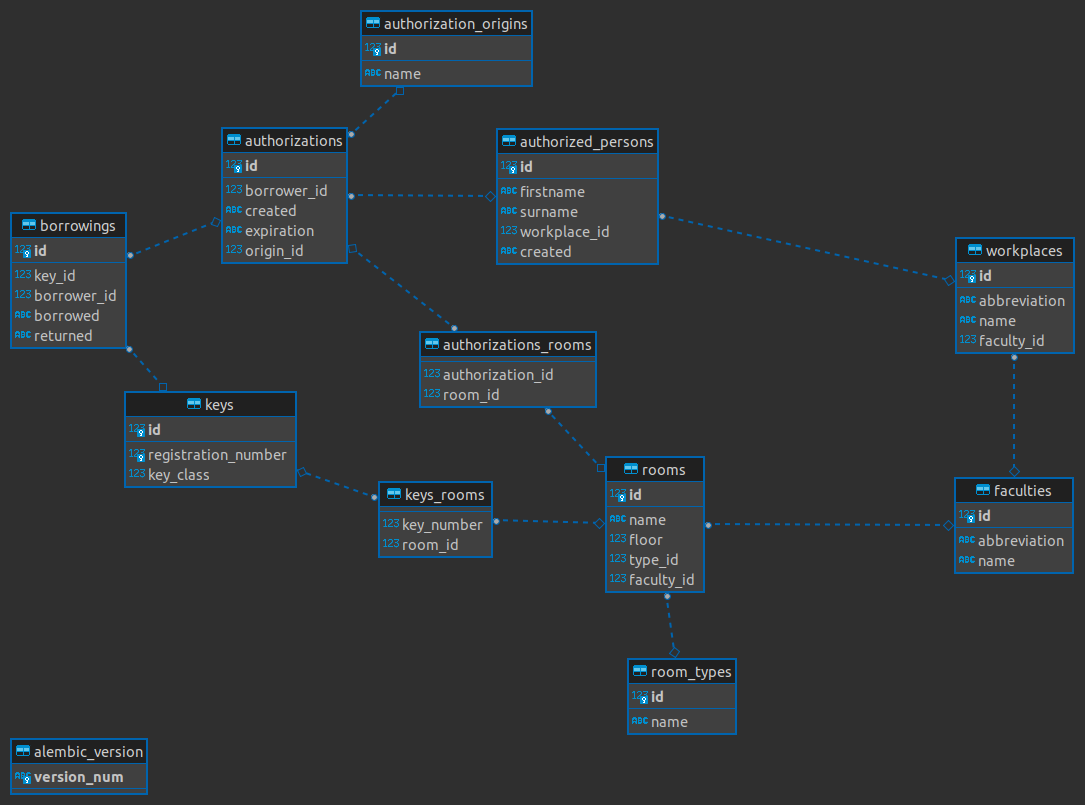 authorization_origins
123 id
ABC name
authorizations
123 id
123 borrower_id
ABC created
ABC expiration
123 origin_id
authorized_persons
123 id
ABC firstname
ABC surname
123 workplace_id
ABC created
borrowings
123 id
123 key_id
123 borrower_id
ABC borrowed
ABC returned
workplaces
123 id
ABC abbreviation
ABC name
123 faculty_id
authorizations_rooms
123 authorization_id
123 room_id
keys
123 id
123 registration_number
123 key_class
rooms
123 id
ABC name
123 floor
123 type_id
123 faculty_id
keys_rooms
123 key_number
123 room_id
faculties
123 id
ABC abbreviation
ABC name
room_types
123 id
ABC name
alembic_version
ABC version_num